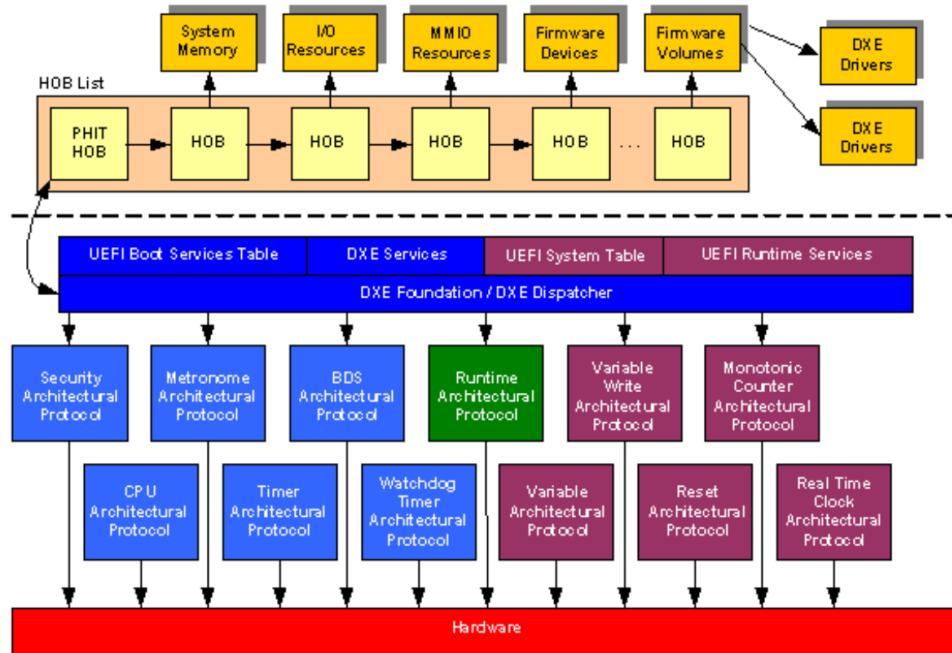 System
Memory
I/O
Resources
MMIO
Resources
Firmware
Devices
Firmware
Volumes
DXE
Drivers
HOB List
DXE
Drivers
PHIT
HOB
HOB
HOB
HOB
HOB
...
HOB
UEFI Boot Services Table
DXE Services
UEFI System Table
UEFI Runtime Services
DXE Foundation / DXE Dispatcher
Security
Architectural
Protocol
Metronome
Architectural
Protocol
BDS
Architectural
Protocol
Runtime
Architectural
Protocol
Variable
Write
Architectural
Protocol
Monotonic
Counter
Architectural
Protocol
CPU
Architectural
Protocol
Timer
Architectural
Protocol
Watchdog
Timer
Architectural
Protocol
Variable
Architectural
Protocol
Reset
Architectural
Protocol
Real Time
Clock
Architectural
Protocol
Hardware